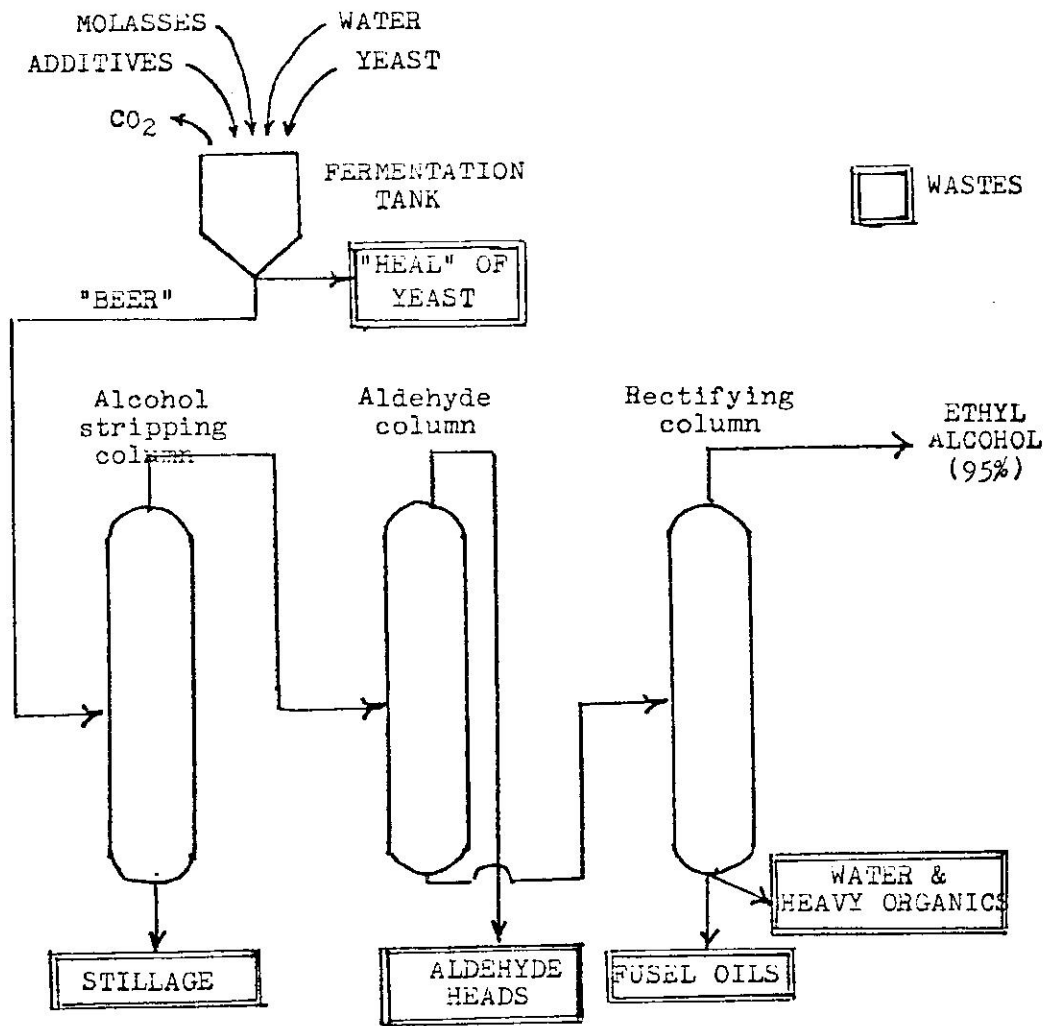 MOLASSES
WATER
ADDITIVES
YEAST
CO2
FERMENTATION
TANK
WASTES
"HEAL" OF
YEAST
"BEER"
Alcohol
stripping
column
Aldehyde
column
Rectifying
column
ETHYL
ALCOHOL
(95%)
WATER &
HEAVY ORGANICS
STILLAGE
ALDEHYDE
HEADS
FUSEL OILS